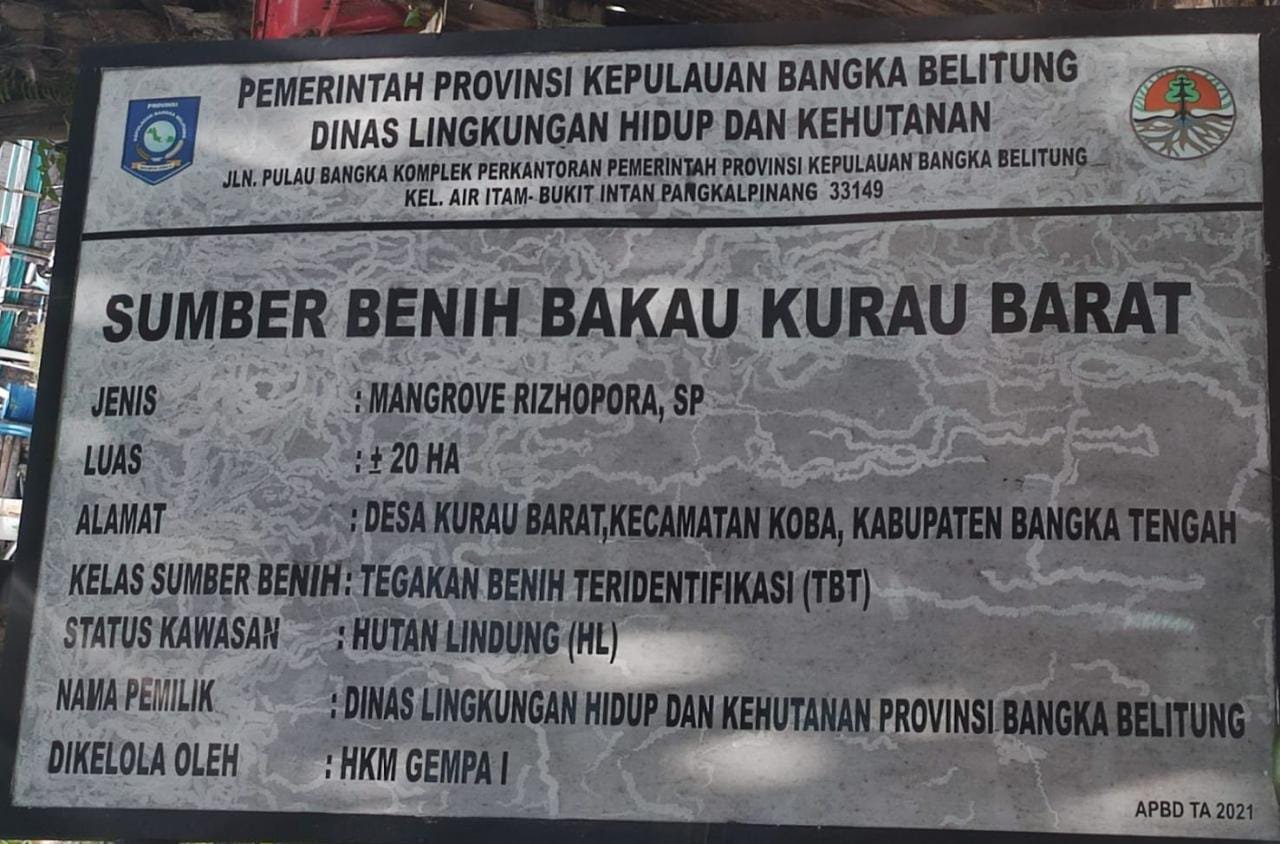 PEMERINTAH PROVINSI KEPULAUAN BANGKA BELITUNG
DINAS LINGKUNGAN HIDUP DAN KEHUTANAN
JLN. PULAU BANGKA KOMPLEK PERKANTORAN PEMERINTAH PROVINSI KEPULAUAN BANGKA BELITUNG
KEL. AIR ITAM- BUKIT INTAN PANGKALPINANG 33149
PROVINSI
KEPULAUAN BANGKA BELITUNG
SUMBER BENIH BAKAU KURAU BARAT
JENIS : MANGROVE RIZHOPORA, SP
LUAS : ± 20 HA
ALAMAT : DESA KURAU BARAT,KECAMATAN KOBA, KABUPATEN BANGKA TENGAH
KELAS SUMBER BENIH : TEGAKAN BENIH TERIDENTIFIKASI (TBT)
STATUS KAWASAN : HUTAN LINDUNG (HL)
NAMA PEMILIK : DINAS LINGKUNGAN HIDUP DAN KEHUTANAN PROVINSI BANGKA BELITUNG
DIKELOLA OLEH : HKM GEMPA I
APBD TA 2021